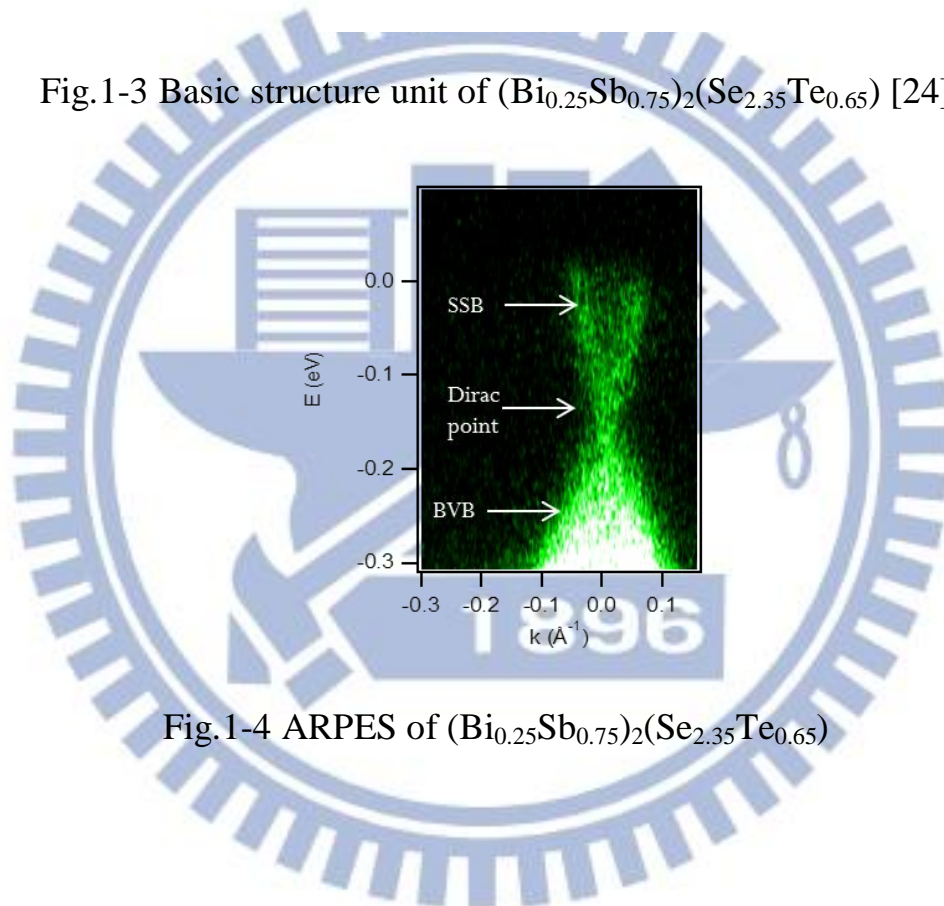 Fig.1-3 Basic structure unit of (Bi₀.₂₅Sb₀.₇₅)₂(Se₂.₃₅Te₀.₆₅) [24]
0.0
SSB
-0.1
E (eV)
Dirac
point
-0.2
BVB
-0.3
-0.3 -0.2 -0.1 0.0 0.1
k (Å⁻¹)
1896
Fig.1-4 ARPES of (Bi₀.₂₅Sb₀.₇₅)₂(Se₂.₃₅Te₀.₆₅)